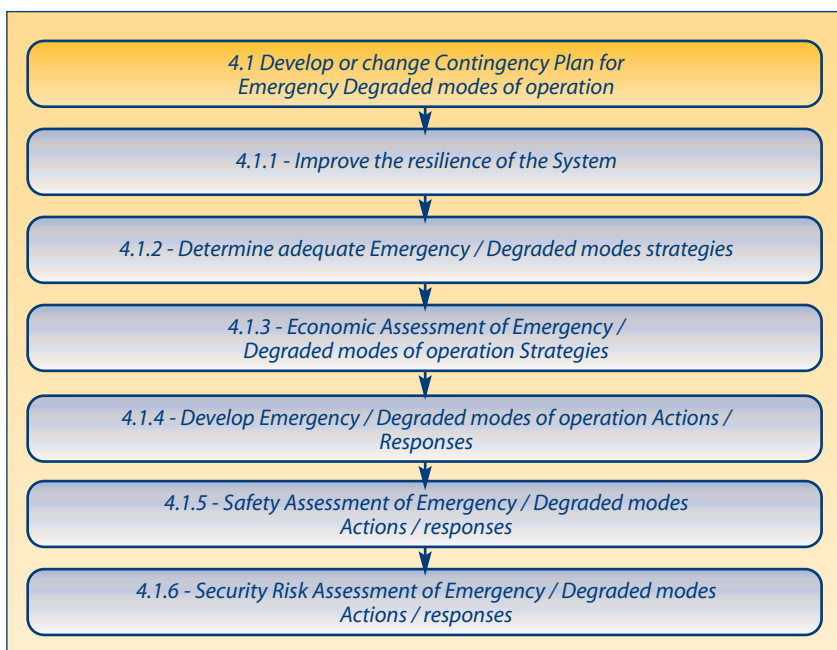 4.1 Develop or change Contingency Plan for
Emergency Degraded modes of operation
4.1.1 - Improve the resilience of the System
4.1.2 - Determine adequate Emergency / Degraded modes strategies
4.1.3 - Economic Assessment of Emergency /
Degraded modes of operation Strategies
4.1.4 - Develop Emergency / Degraded modes of operation Actions /
Responses
4.1.5 - Safety Assessment of Emergency / Degraded modes
Actions / responses
4.1.6 - Security Risk Assessment of Emergency / Degraded modes
Actions / responses